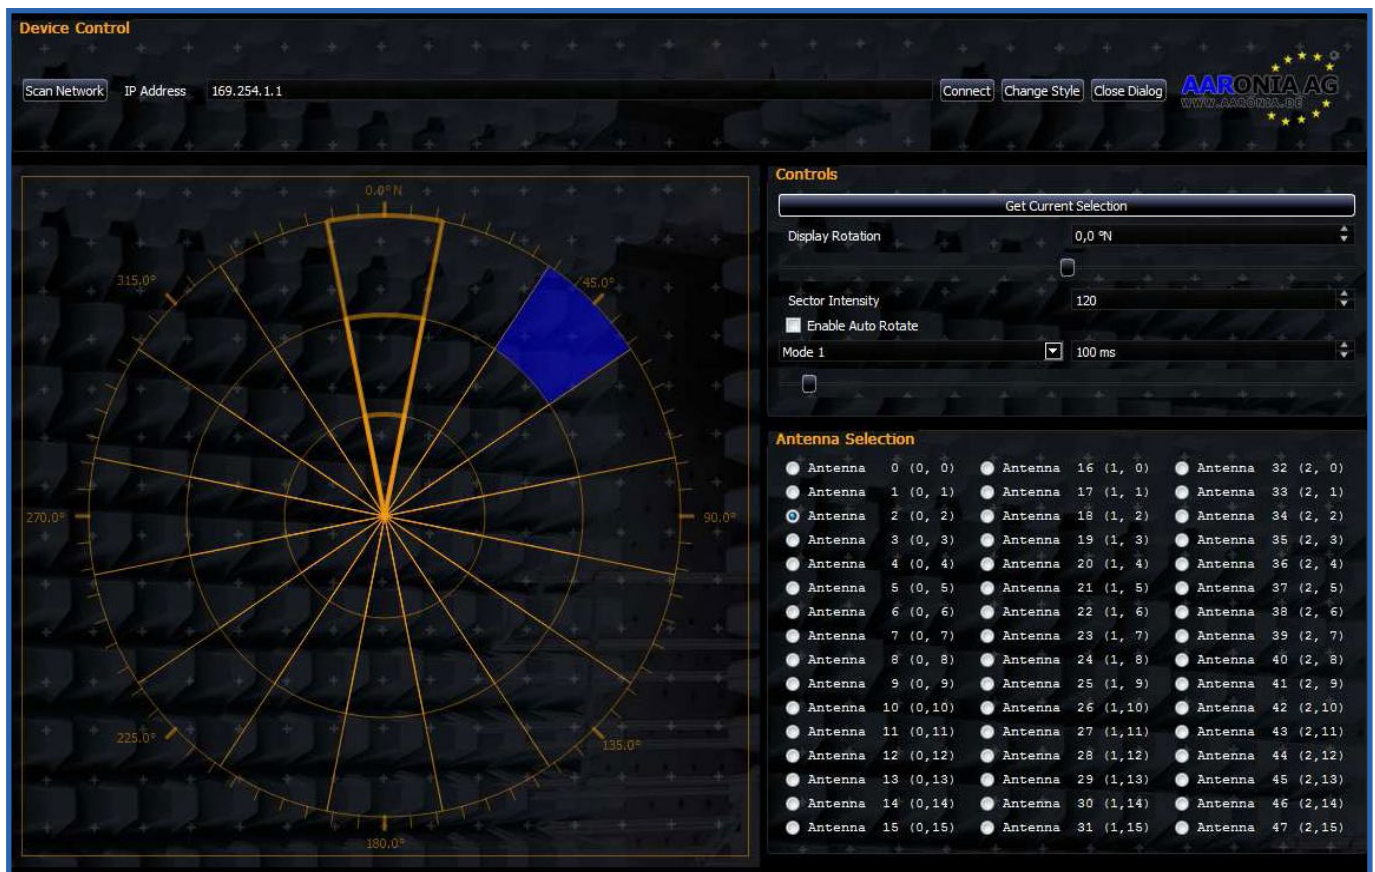 Device Control
Scan Network IP Address 169.254.1.1 Connect Change Style Close Dialog AARONIA AG
WWW.AARONIA.DE
0.0° N
315.0°
45.0°
270.0°
90.0°
225.0°
135.0°
180.0°
Controls
Get Current Selection
Display Rotation 0,0 °N
Sector Intensity 120
Enable Auto Rotate
Mode 1 100 ms
Antenna Selection
Antenna 0 (0, 0) Antenna 16 (1, 0) Antenna 32 (2, 0)
Antenna 1 (0, 1) Antenna 17 (1, 1) Antenna 33 (2, 1)
Antenna 2 (0, 2) Antenna 18 (1, 2) Antenna 34 (2, 2)
Antenna 3 (0, 3) Antenna 19 (1, 3) Antenna 35 (2, 3)
Antenna 4 (0, 4) Antenna 20 (1, 4) Antenna 36 (2, 4)
Antenna 5 (0, 5) Antenna 21 (1, 5) Antenna 37 (2, 5)
Antenna 6 (0, 6) Antenna 22 (1, 6) Antenna 38 (2, 6)
Antenna 7 (0, 7) Antenna 23 (1, 7) Antenna 39 (2, 7)
Antenna 8 (0, 8) Antenna 24 (1, 8) Antenna 40 (2, 8)
Antenna 9 (0, 9) Antenna 25 (1, 9) Antenna 41 (2, 9)
Antenna 10 (0,10) Antenna 26 (1,10) Antenna 42 (2,10)
Antenna 11 (0,11) Antenna 27 (1,11) Antenna 43 (2,11)
Antenna 12 (0,12) Antenna 28 (1,12) Antenna 44 (2,12)
Antenna 13 (0,13) Antenna 29 (1,13) Antenna 45 (2,13)
Antenna 14 (0,14) Antenna 30 (1,14) Antenna 46 (2,14)
Antenna 15 (0,15) Antenna 31 (1,15) Antenna 47 (2,15)